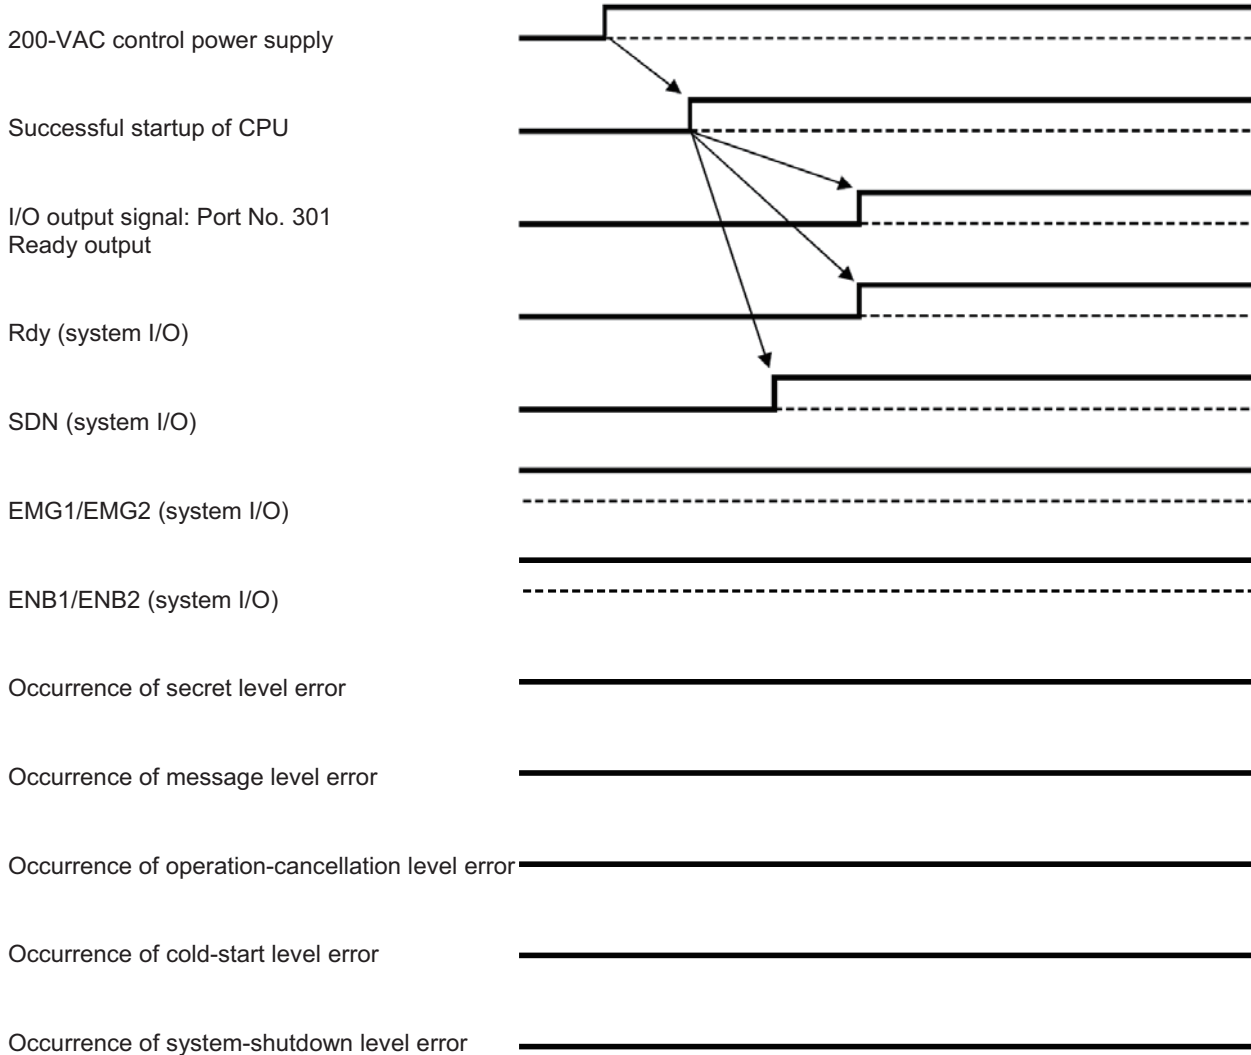 200-VAC control power supply
Successful startup of CPU
I/O output signal: Port No. 301
Ready output
Rdy (system I/O)
SDN (system I/O)
EMG1/EMG2 (system I/O)
ENB1/ENB2 (system I/O)
Occurrence of secret level error
Occurrence of message level error
Occurrence of operation-cancellation level error
Occurrence of cold-start level error
Occurrence of system-shutdown level error